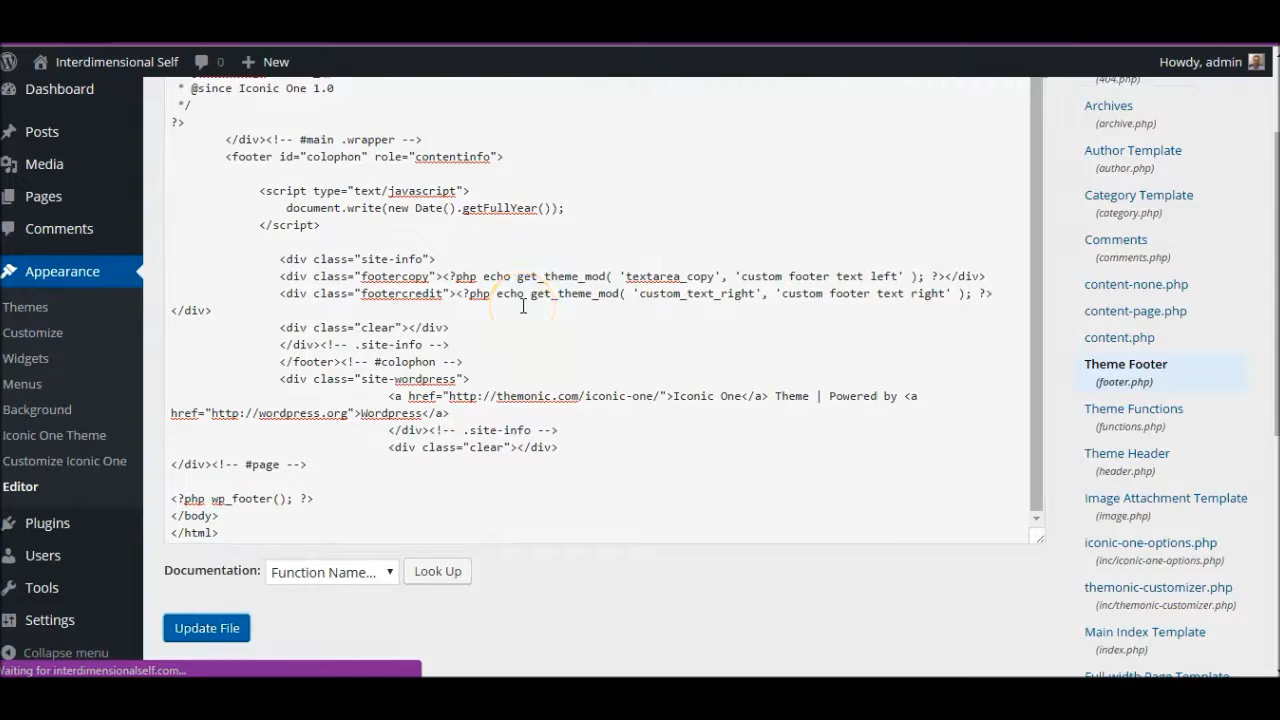 Interdimensional Self 0 New Howdy, admin
Dashboard
Posts
Media
Pages
Comments
Appearance
Themes
Customize
Widgets
Menus
Background
Iconic One Theme
Customize Iconic One
Editor
Plugins
Users
Tools
Settings
Collapse menu
* @since Iconic One 1.0
*/
?>
</div><!-- #main .wrapper -->
<footer id="colophon" role="contentinfo">
<script type="text/javascript">
document.write(new Date().getFullYear());
</script>
<div class="site-info">
<div class="footercopy"><?php echo get_theme_mod( 'textarea_copy', 'custom footer text left' ); ?></div>
<div class="footercredit"><?php echo get_theme_mod( 'custom_text_right', 'custom footer text right' ); ?>
</div>
<div class="clear"></div>
</div><!-- .site-info -->
</footer><!-- #colophon -->
<div class="site-wordpress">
<a href="http://themonic.com/iconic-one/">Iconic One</a> Theme | Powered by <a
href="http://wordpress.org">Wordpress</a>
</div><!-- .site-info -->
<div class="clear"></div>
</div><!-- #page -->
<?php wp_footer(); ?>
</body>
</html>
Documentation: Function Name... Look Up
Update File
(404.php)
Archives
(archive.php)
Author Template
(author.php)
Category Template
(category.php)
Comments
(comments.php)
content-none.php
content-page.php
content.php
Theme Footer
(footer.php)
Theme Functions
(functions.php)
Theme Header
(header.php)
Image Attachment Template
(image.php)
iconic-one-options.php
(inc/iconic-one-options.php)
themonic-customizer.php
(inc/themonic-customizer.php)
Main Index Template
(index.php)
Full-width Page Template
Waiting for interdimensionalself.com...